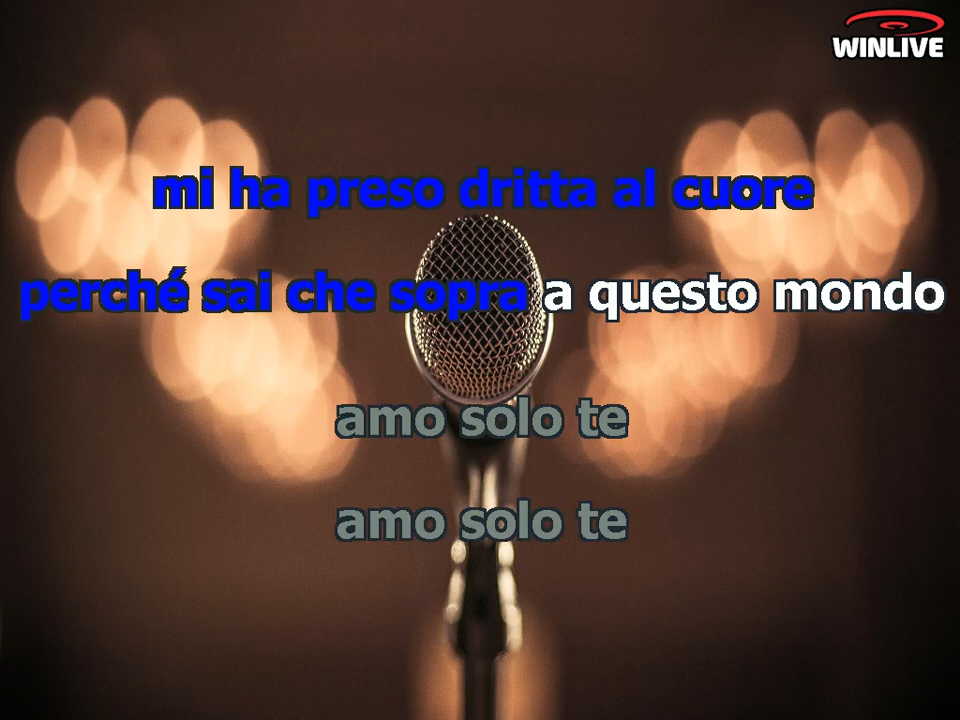 WINLIVE
mi ha preso dritta al cuore
perché sai che sopra a questo mondo
amo solo te
amo solo te